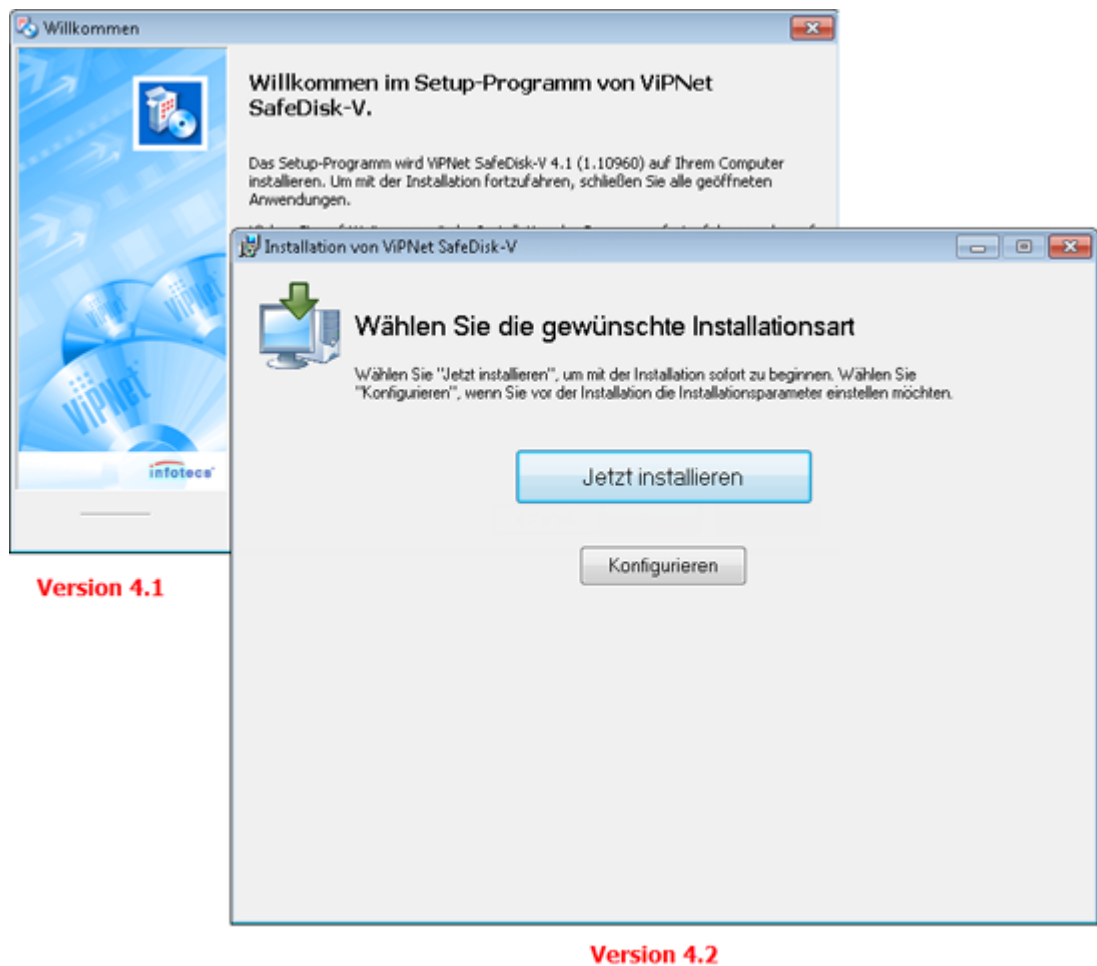 Willkommen
Willkommen im Setup-Programm von ViPNet
SafeDisk-V.
Das Setup-Programm wird ViPNet SafeDisk-V 4.1 (1.10960) auf Ihrem Computer
installieren. Um mit der Installation fortzufahren, schließen Sie alle geöffneten
Anwendungen.
ViPNet
ViPNet
ViPNet
infotecs
Version 4.1
Installation von ViPNet SafeDisk-V
Wählen Sie die gewünschte Installationsart
Wählen Sie "Jetzt installieren", um mit der Installation sofort zu beginnen. Wählen Sie
"Konfigurieren", wenn Sie vor der Installation die Installationsparameter einstellen möchten.
Jetzt installieren
Konfigurieren
Version 4.2